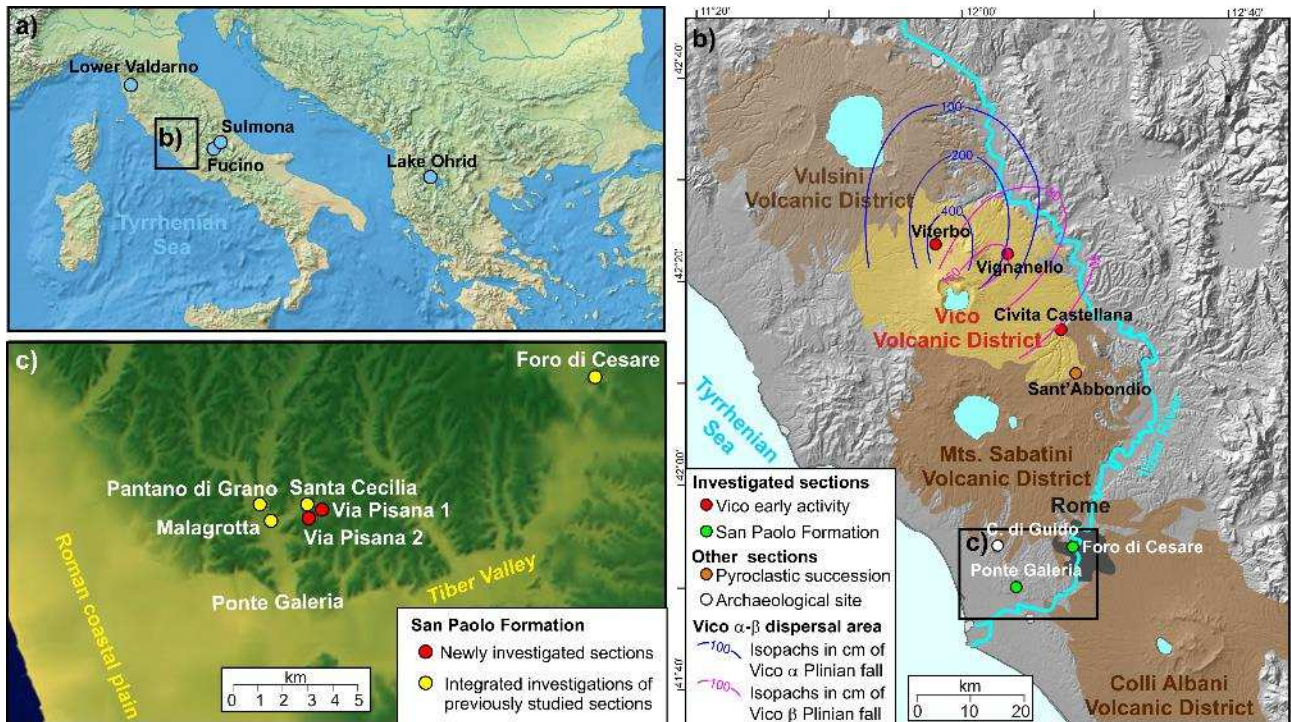 a)
Lower Valdarno
b)
Sulmona
Fucino
Lake Ohrid
Tyrrhenian
Sea
c)
Foro di Cesare
Pantano di Grano
Santa Cecilia
Via Pisana 1
Malagrotta
Via Pisana 2
Ponte Galeria
Tiber Valley
Roman coastal plain
San Paolo Formation
Newly investigated sections
Integrated investigations of
previously studied sections
km
0 1 2 3 4 5
b)
11°20
12°00
12°40
42°40
42°20
42°00
41°40
100
200
400
Vulsini
Volcanic District
Viterbo
Vignanello
Vico
Volcanic District
Civita Castellana
Sant'Abbondio
Tyrrhenian
Sea
Mts. Sabatini
Volcanic District
Tiber River
Rome
C. di Guido
c)
Foro di Cesare
Ponte Galeria
Colli Albani
Volcanic District
Investigated sections
Vico early activity
San Paolo Formation
Other sections
Pyroclastic succession
Archaeological site
Vico α-β dispersal area
100 Isopachs in cm of
Vico α Plinian fall
100 Isopachs in cm of
Vico β Plinian fall
km
0 10 20